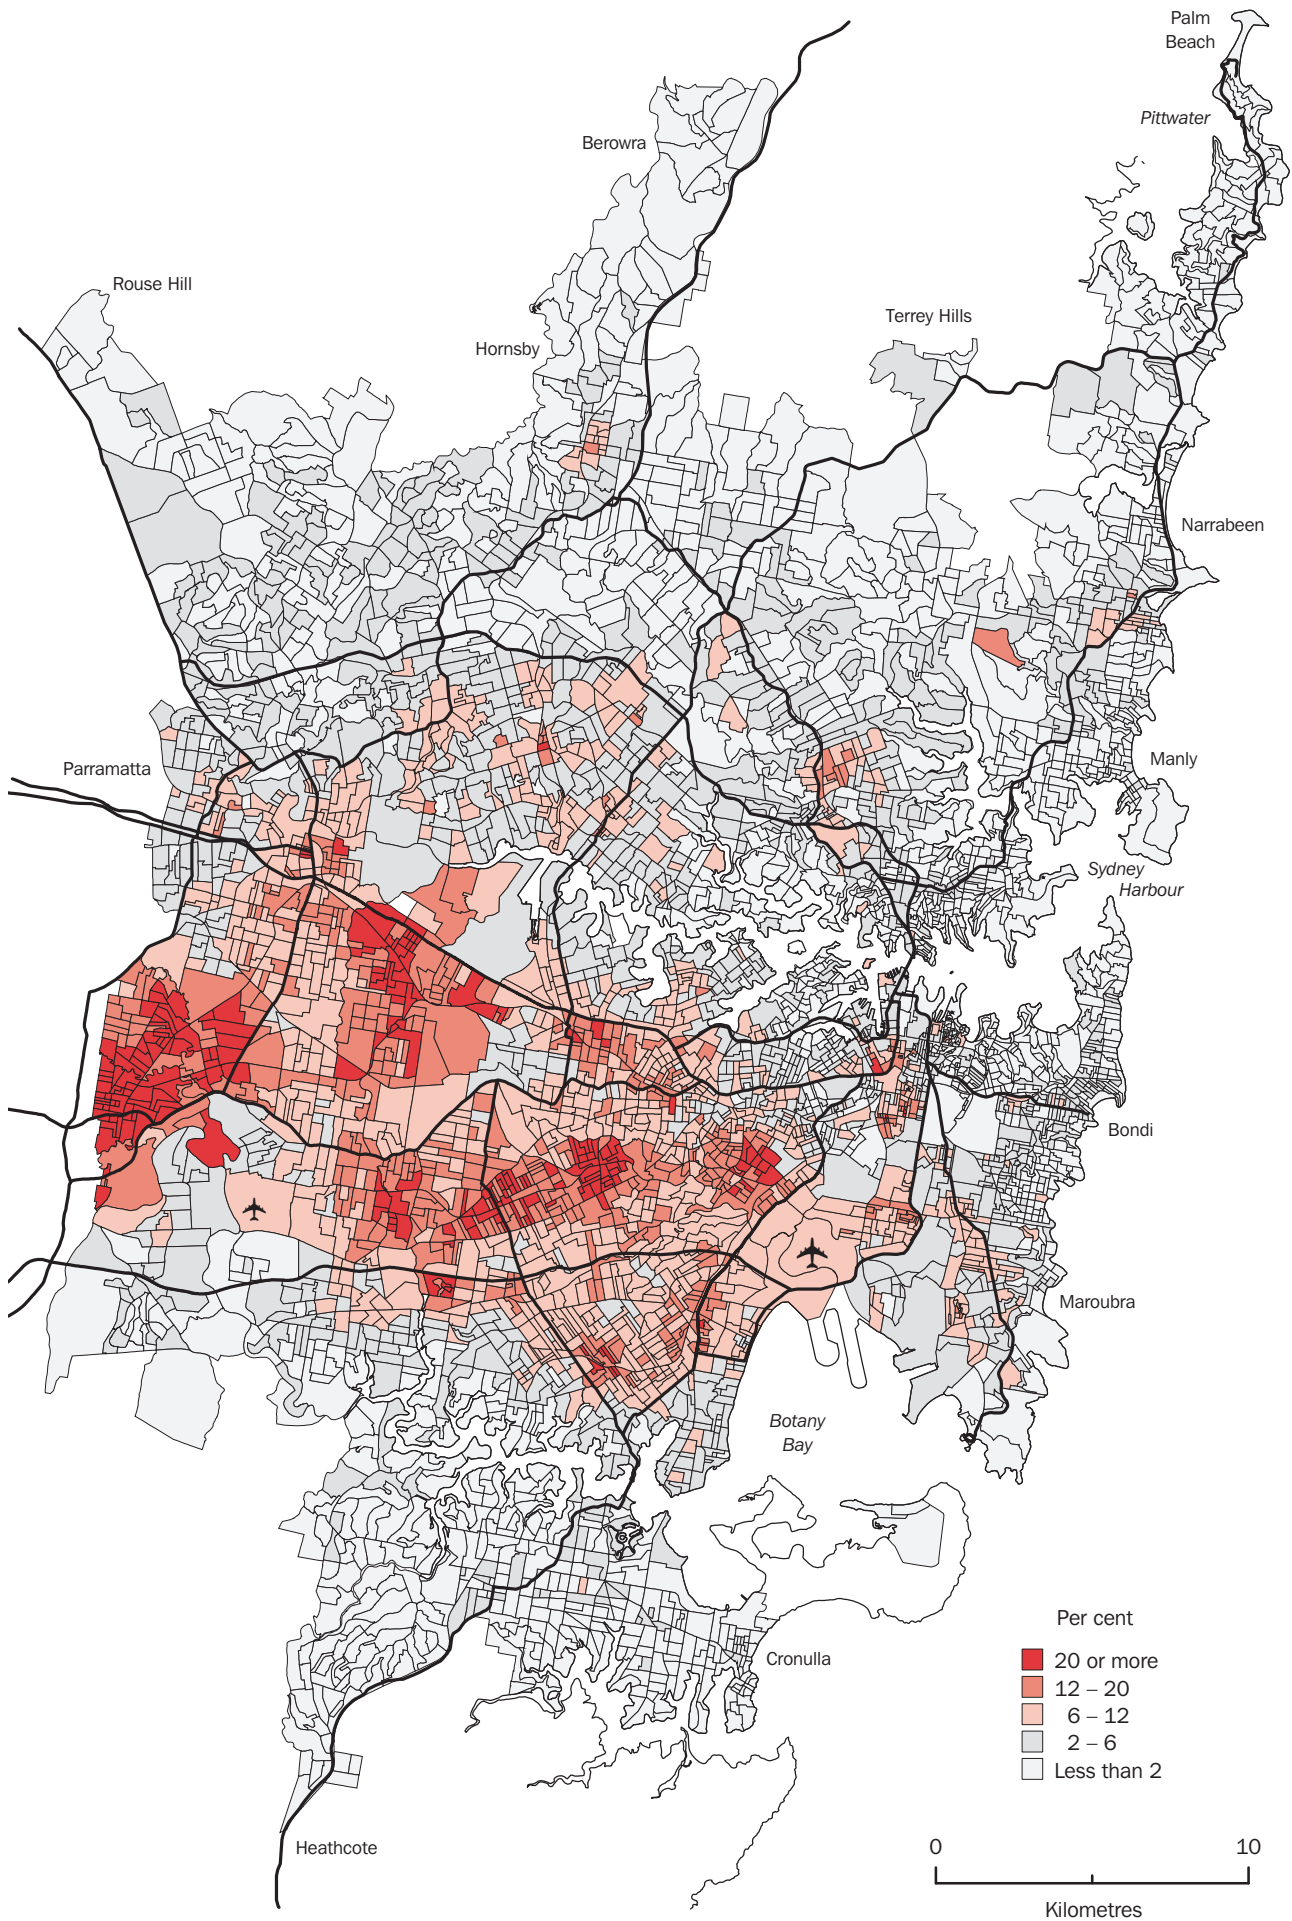 Palm
Beach
Pittwater
Berowra
Rouse Hill
Terrey Hills
Hornsby
Narrabeen
Manly
Parramatta
Sydney
Harbour
Bondi
Maroubra
Botany
Bay
Cronulla
Heathcote
Per cent
20 or more
12 – 20
6 – 12
2 – 6
Less than 2
0 10
Kilometres